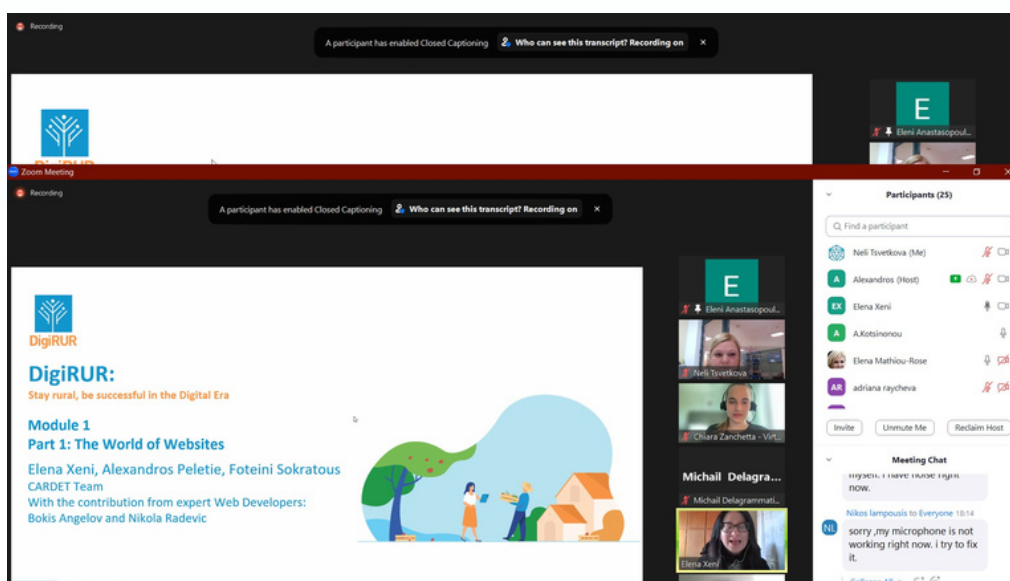 Recording
A participant has enabled Closed Captioning Who can see this transcript? Recording on ×
E
Eleni Anastasopoul...
DigiRUR
Zoom Meeting
Recording
A participant has enabled Closed Captioning Who can see this transcript? Recording on ×
DigiRUR
DigiRUR:
Stay rural, be successful in the Digital Era
Module 1
Part 1: The World of Websites
Elena Xeni, Alexandros Peletie, Foteini Sokratous
CARDET Team
With the contribution from expert Web Developers:
Bokis Angelov and Nikola Radevic
E
Eleni Anastasopoul...
Neli Tsvetkova
Chiara Zanchetta - Virt...
Michail Delagra...
Michail Delagrammati...
Elena Xeni
Participants (25)
Find a participant
Neli Tsvetkova (Me)
A Alexandros (Host)
EX Elena Xeni
A A.Kotsinonou
Elena Mathiou-Rose
AR adriana raycheva
Invite Unmute Me Reclaim Host
Meeting Chat
myself. I have noise right
now.
Nikos lampousis to Everyone 18:14
NL sorry ,my microphone is not
working right now. i try to fix
it.